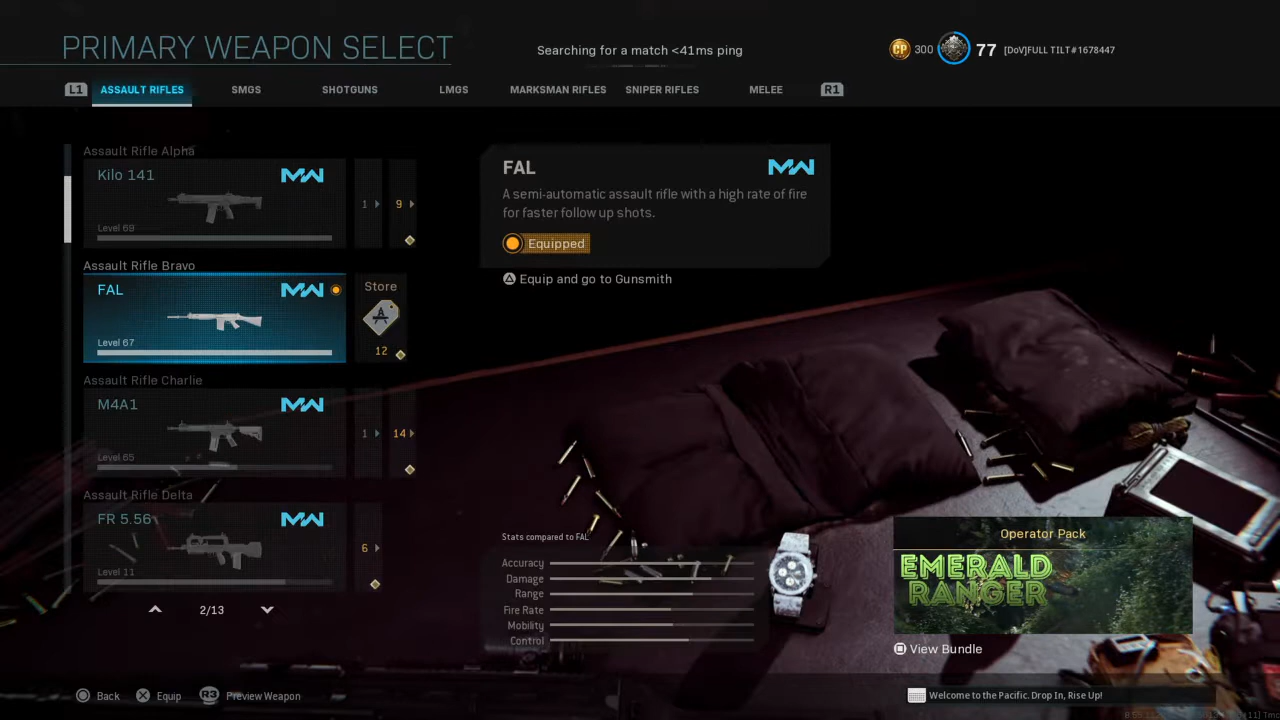 PRIMARY WEAPON SELECT
Searching for a match <41ms ping
CP 300 77 [DoV]FULL TILT#1678447
L1 ASSAULT RIFLES SMGS SHOTGUNS LMGS MARKSMAN RIFLES SNIPER RIFLES MELEE R1
Assault Rifle Alpha
Kilo 141 MW
1 9
Level 69
Assault Rifle Bravo
FAL MW
Store
12
Level 67
Assault Rifle Charlie
M4A1 MW
1 14
Level 65
Assault Rifle Delta
FR 5.56 MW
6
Level 11
2/13
FAL MW
A semi-automatic assault rifle with a high rate of fire
for faster follow up shots.
Equipped
Equip and go to Gunsmith
Stats compared to FAL
Accuracy
Damage
Range
Fire Rate
Mobility
Control
Operator Pack
EMERALD
RANGER
View Bundle
Back Equip R3 Preview Weapon
Welcome to the Pacific. Drop In, Rise Up!